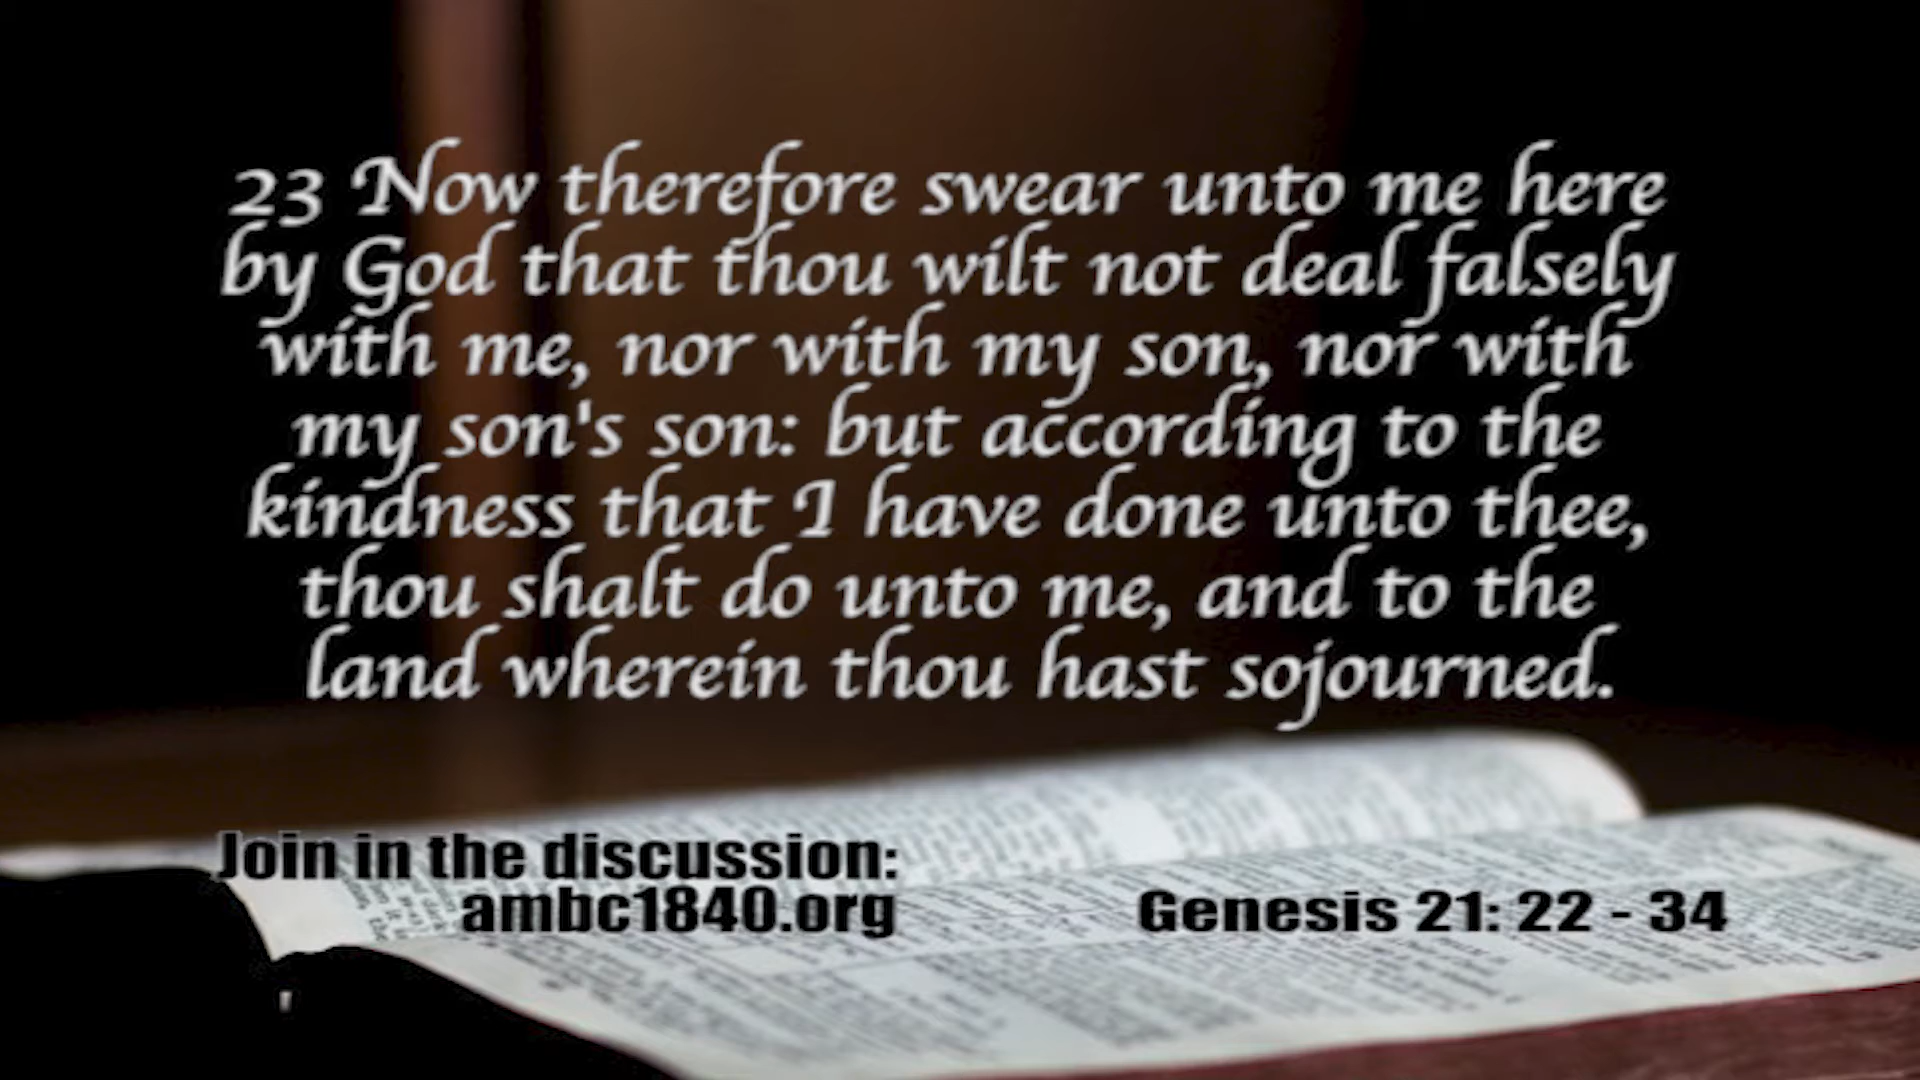 23 Now therefore swear unto me here
by God that thou wilt not deal falsely
with me, nor with my son, nor with
my son's son: but according to the
kindness that I have done unto thee,
thou shalt do unto me, and to the
land wherein thou hast sojourned.
Join in the discussion:
ambc1840.org
Genesis 21: 22 - 34